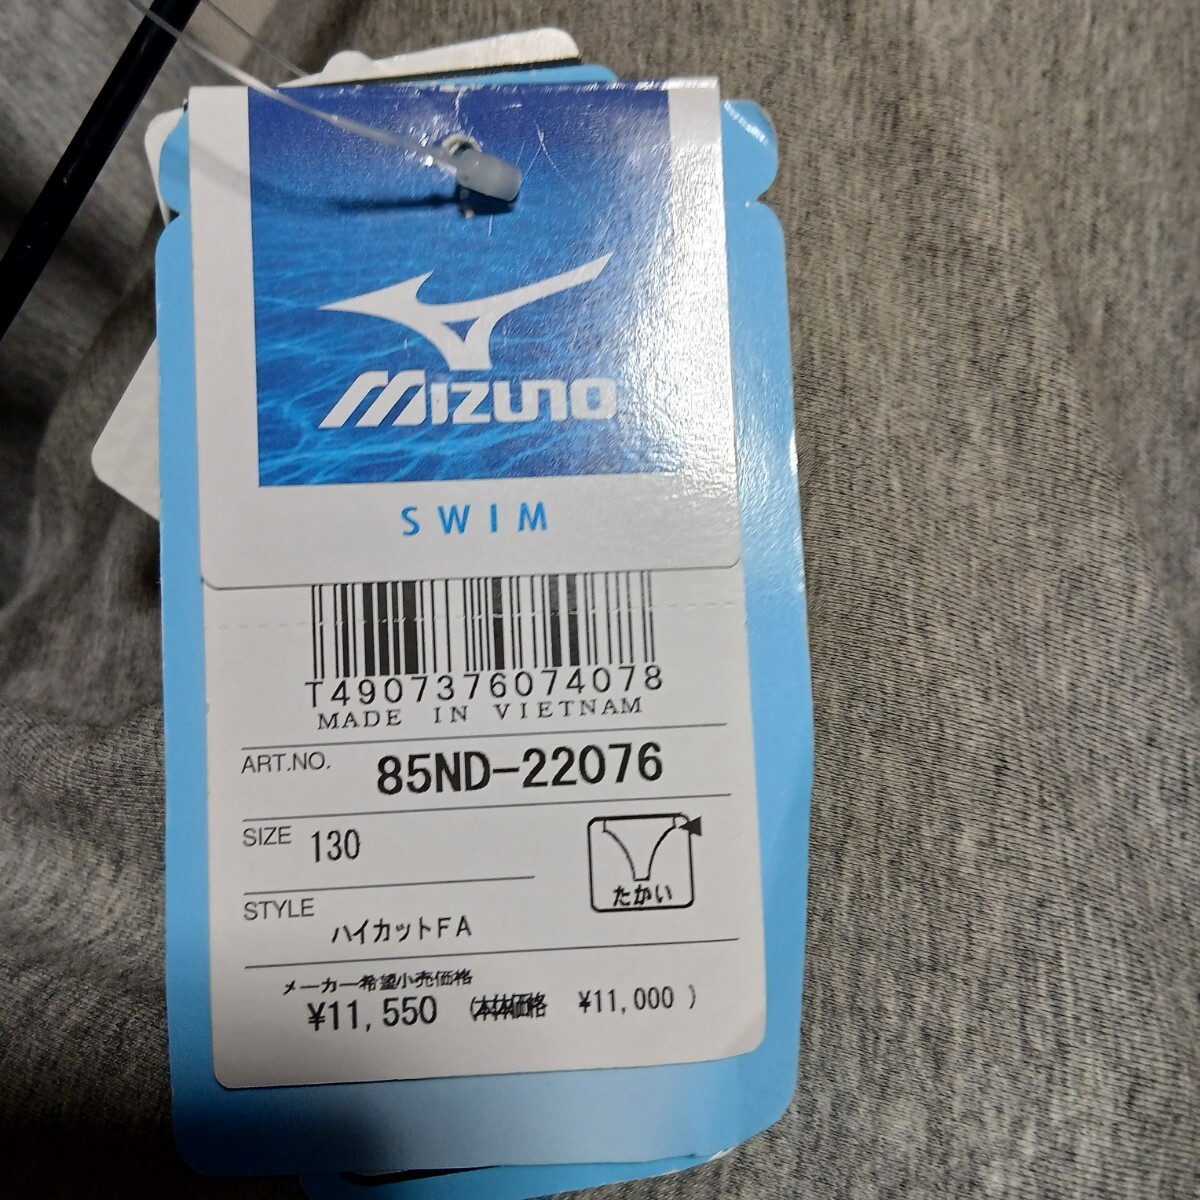 MIZUNO
SWIM
T4907376074078
MADE IN VIETNAM
ART.NO. 85ND-22076
SIZE 130
たかい
STYLE ハイカットFA
メーカー希望小売価格
¥11,550 (本体価格 ¥11,000 )